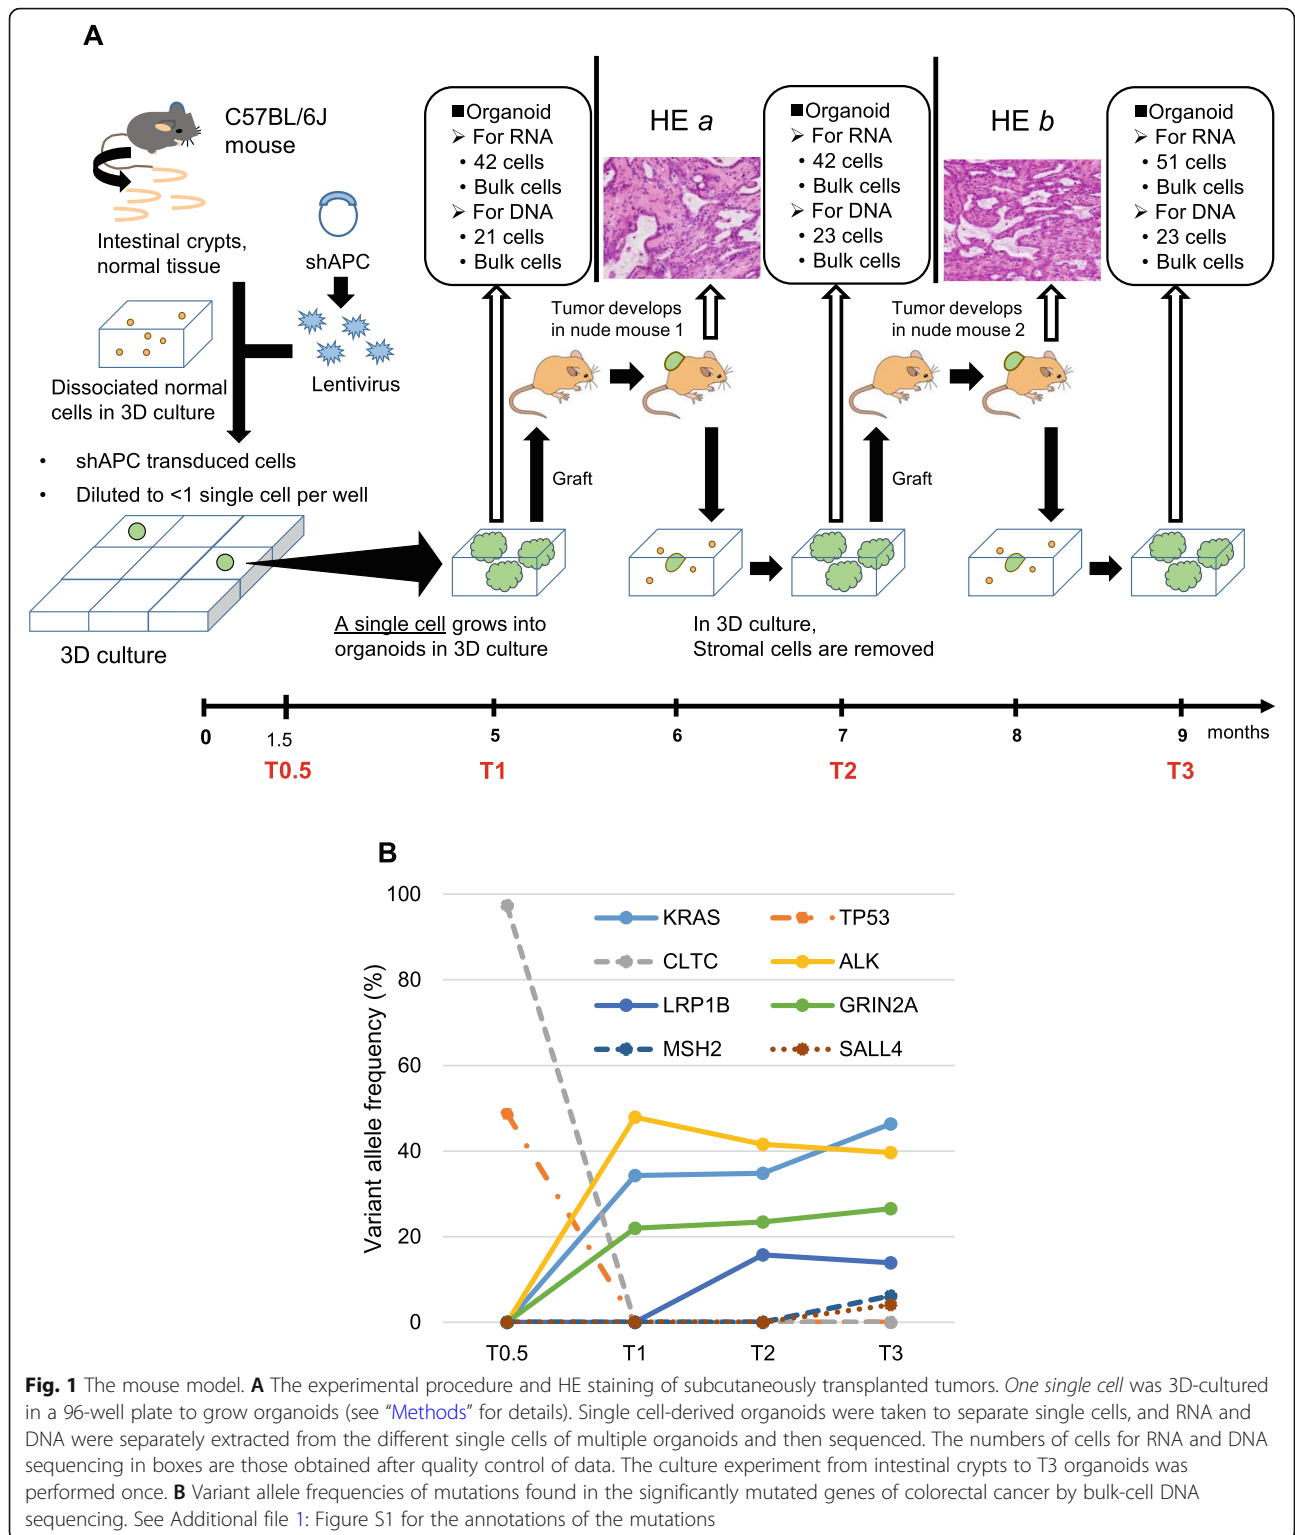 A
C57BL/6J
mouse
Intestinal crypts,
normal tissue
shAPC
Dissociated normal
cells in 3D culture
Lentivirus
• shAPC transduced cells
• Diluted to <1 single cell per well
3D culture
■Organoid
➢ For RNA
• 42 cells
• Bulk cells
➢ For DNA
• 21 cells
• Bulk cells
HE a
Tumor develops
in nude mouse 1
Graft
A single cell grows into
organoids in 3D culture
■Organoid
➢ For RNA
• 42 cells
• Bulk cells
➢ For DNA
• 23 cells
• Bulk cells
HE b
Tumor develops
in nude mouse 2
Graft
In 3D culture,
Stromal cells are removed
■Organoid
➢ For RNA
• 51 cells
• Bulk cells
➢ For DNA
• 23 cells
• Bulk cells
0 1.5 5 6 7 8 9 months
T0.5 T1 T2 T3
B
Variant allele frequency (%)
100
80
60
40
20
0
KRAS TP53
CLTC ALK
LRP1B GRIN2A
MSH2 SALL4
T0.5 T1 T2 T3
Fig. 1 The mouse model. A The experimental procedure and HE staining of subcutaneously transplanted tumors. One single cell was 3D-cultured
in a 96-well plate to grow organoids (see “Methods” for details). Single cell-derived organoids were taken to separate single cells, and RNA and
DNA were separately extracted from the different single cells of multiple organoids and then sequenced. The numbers of cells for RNA and DNA
sequencing in boxes are those obtained after quality control of data. The culture experiment from intestinal crypts to T3 organoids was
performed once. B Variant allele frequencies of mutations found in the significantly mutated genes of colorectal cancer by bulk-cell DNA
sequencing. See Additional file 1: Figure S1 for the annotations of the mutations